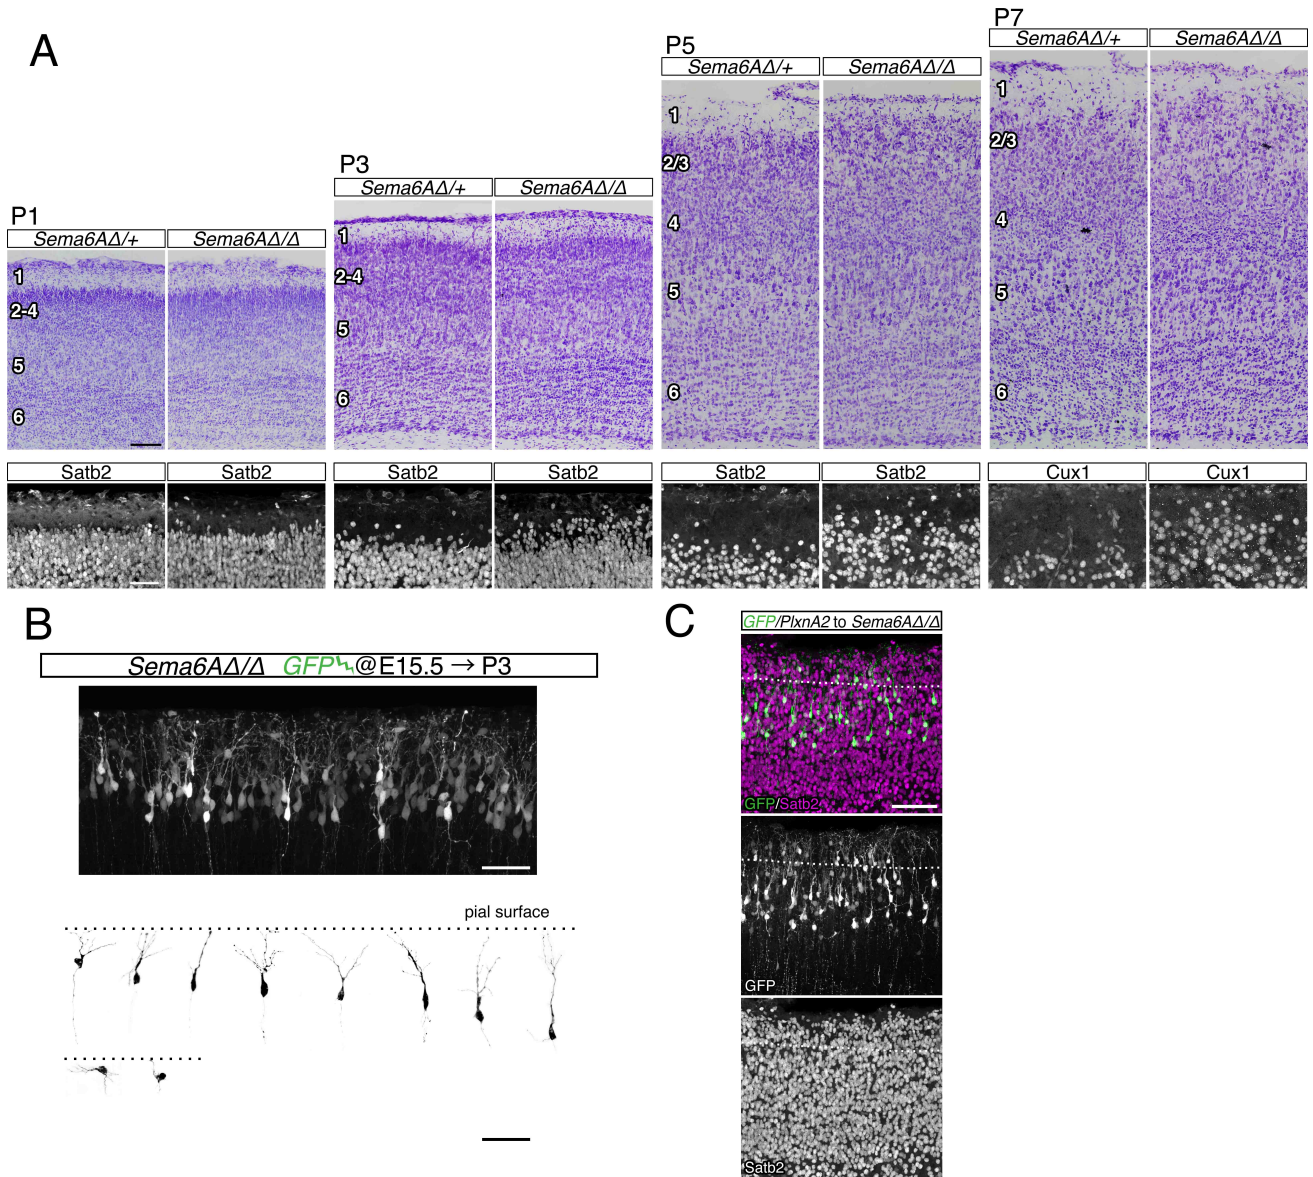 A
P1
Sema6AΔ/+
Sema6AΔ/Δ
1
2-4
5
6
P3
Sema6AΔ/+
Sema6AΔ/Δ
1
2-4
5
6
P5
Sema6AΔ/+
Sema6AΔ/Δ
1
2/3
4
5
6
P7
Sema6AΔ/+
Sema6AΔ/Δ
1
2/3
4
5
6
Satb2
Satb2
Satb2
Satb2
Satb2
Satb2
Cux1
Cux1
B
Sema6AΔ/Δ GFP@E15.5 → P3
pial surface
C
GFP/PlxnA2 to Sema6AΔ/Δ
GFP/Satb2
GFP
Satb2